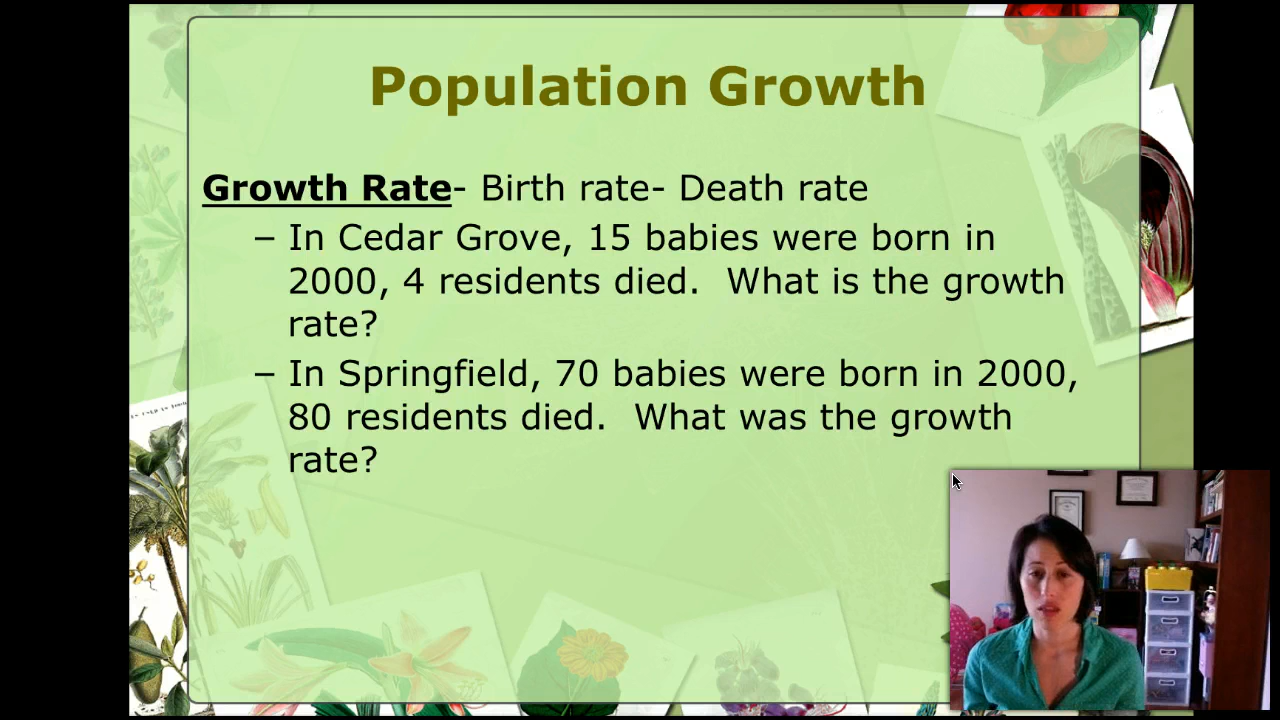 Population Growth
Growth Rate- Birth rate- Death rate
– In Cedar Grove, 15 babies were born in
2000, 4 residents died.  What is the growth
rate?
– In Springfield, 70 babies were born in 2000,
80 residents died.  What was the growth
rate?